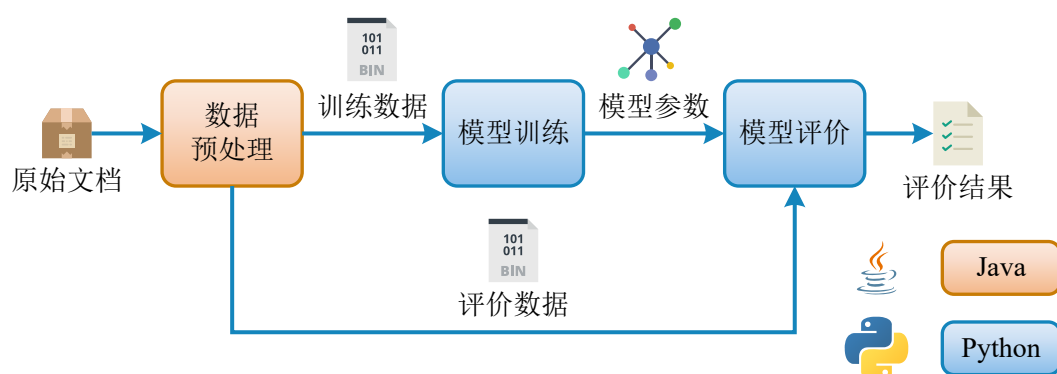 101
011
BIN
训练数据
模型参数
数据
预处理
模型训练
模型评价
原始文档
评价结果
101
011
BIN
评价数据
Java
Python